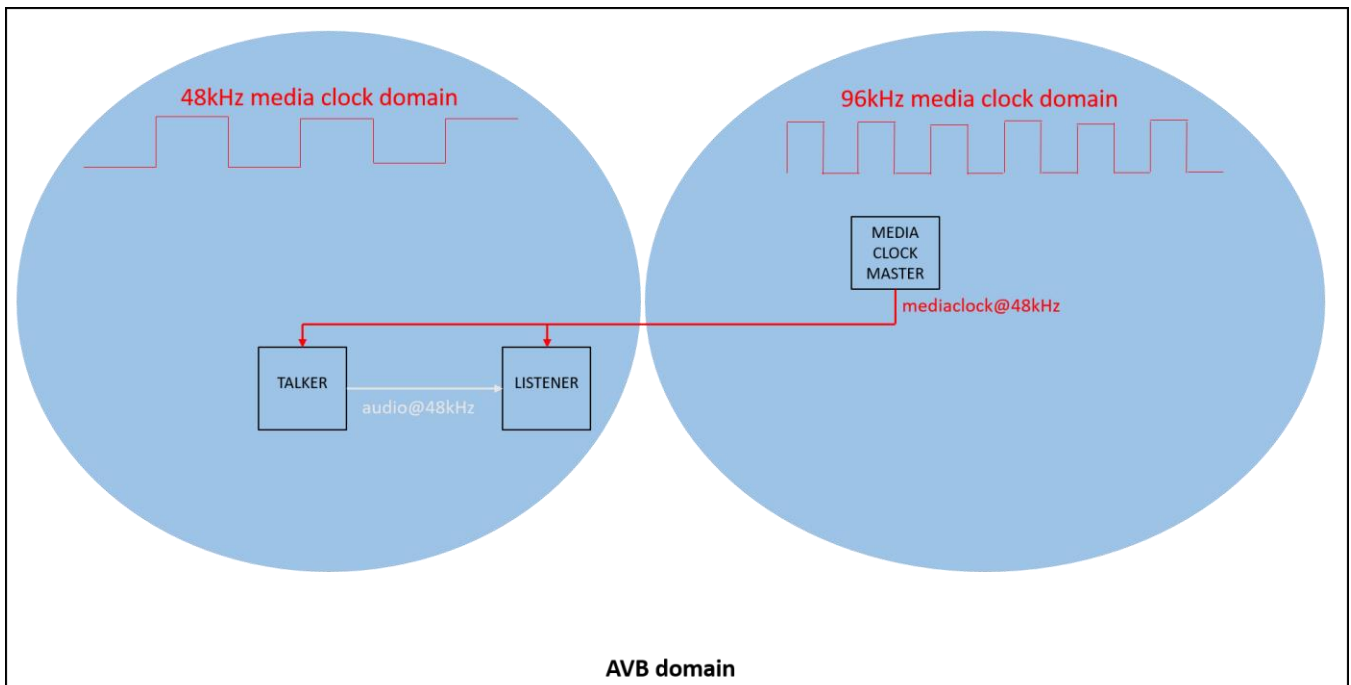 48kHz media clock domain
96kHz media clock domain
MEDIA
CLOCK
MASTER
mediaclock@48kHz
TALKER
LISTENER
audio@48kHz
AVB domain